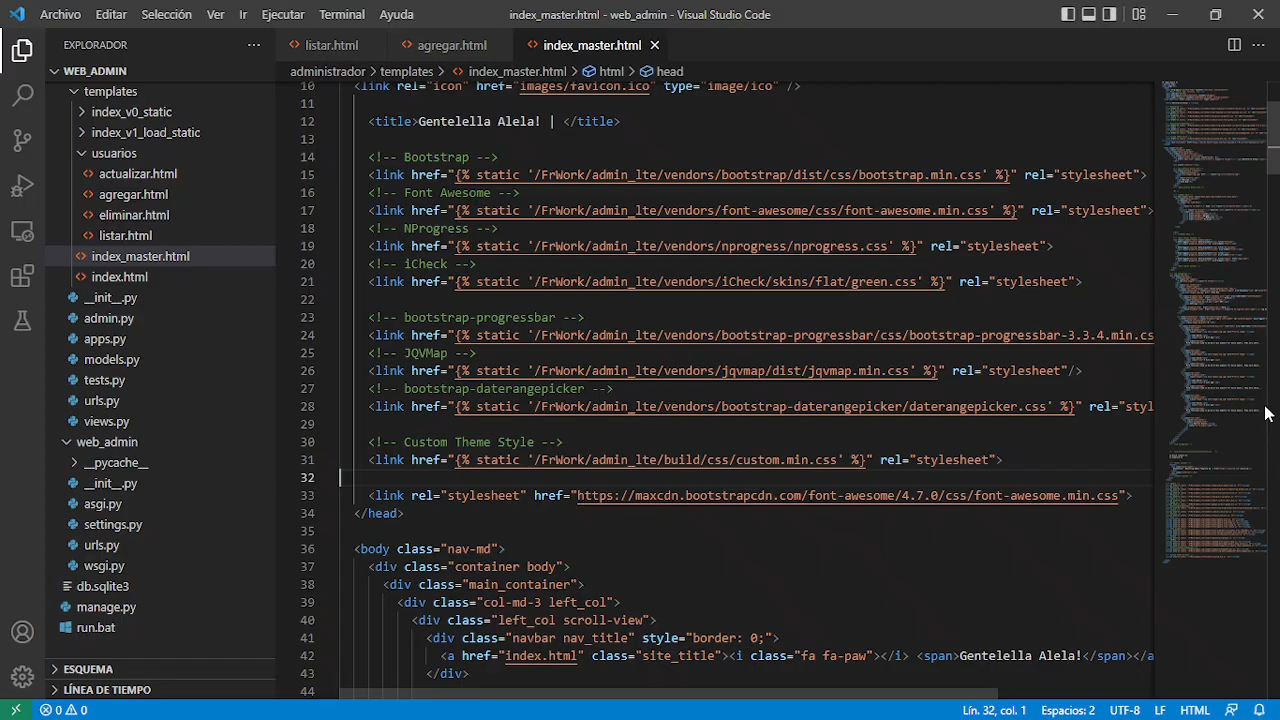 Archivo Editar Selección Ver Ir Ejecutar Terminal Ayuda index_master.html - web_admin - Visual Studio Code
EXPLORADOR
WEB_ADMIN
templates
index_v0_static
index_v1_load_static
usuarios
actualizar.html
agregar.html
eliminar.html
listar.html
index_master.html
index.html
__init__.py
admin.py
apps.py
models.py
tests.py
urfs.py
views.py
web_admin
__pycache__
__init__.py
asgi.py
settings.py
urls.py
wsgi.py
db.sqlite3
manage.py
run.bat
ESQUEMA
LÍNEA DE TIEMPO
listar.html agregar.html index_master.html
administrador > templates > index_master.html > html > head
10 <link rel="icon" href="images/favicon.ico" type="image/ico" />
11
12 <title>Gentelella Alela! | </title>
13
14 <!-- Bootstrap -->
15 <link href="{% static '/FrWork/admin_lte/vendors/bootstrap/dist/css/bootstrap.min.css' %}" rel="stylesheet">
16 <!-- Font Awesome -->
17 <link href="{% static '/FrWork/admin_lte/vendors/font-awesome/css/font-awesome.min.css' %}" rel="stylesheet">
18 <!-- NProgress -->
19 <link href="{% static '/FrWork/admin_lte/vendors/nprogress/nprogress.css' %}" rel="stylesheet">
20 <!-- iCheck -->
21 <link href="{% static '/FrWork/admin_lte/vendors/iCheck/skins/flat/green.css' %}" rel="stylesheet">
22
23 <!-- bootstrap-progressbar -->
24 <link href="{% static '/FrWork/admin_lte/vendors/bootstrap-progressbar/css/bootstrap-progressbar-3.3.4.min.cs
25 <!-- JQVMap -->
26 <link href="{% static '/FrWork/admin_lte/vendors/jqvmap/dist/jqvmap.min.css' %}" rel="stylesheet"/>
27 <!-- bootstrap-daterangepicker -->
28 <link href="{% static '/FrWork/admin_lte/vendors/bootstrap-daterangepicker/daterangepicker.css' %}" rel="styl
29
30 <!-- Custom Theme Style -->
31 <link href="{% static '/FrWork/admin_lte/build/css/custom.min.css' %}" rel="stylesheet">
32
33 <link rel="stylesheet" href="https://maxcdn.bootstrapcdn.com/font-awesome/4.7.0/css/font-awesome.min.css">
34 </head>
35
36 <body class="nav-md">
37 <div class="container body">
38 <div class="main_container">
39 <div class="col-md-3 left_col">
40 <div class="left_col scroll-view">
41 <div class="navbar nav_title" style="border: 0;">
42 <a href="index.html" class="site_title"><i class="fa fa-paw"></i> <span>Gentelella Alela!</span></a
43 </div>
44
0 0 Lín. 32, col. 1 Espacios: 2 UTF-8 LF HTML